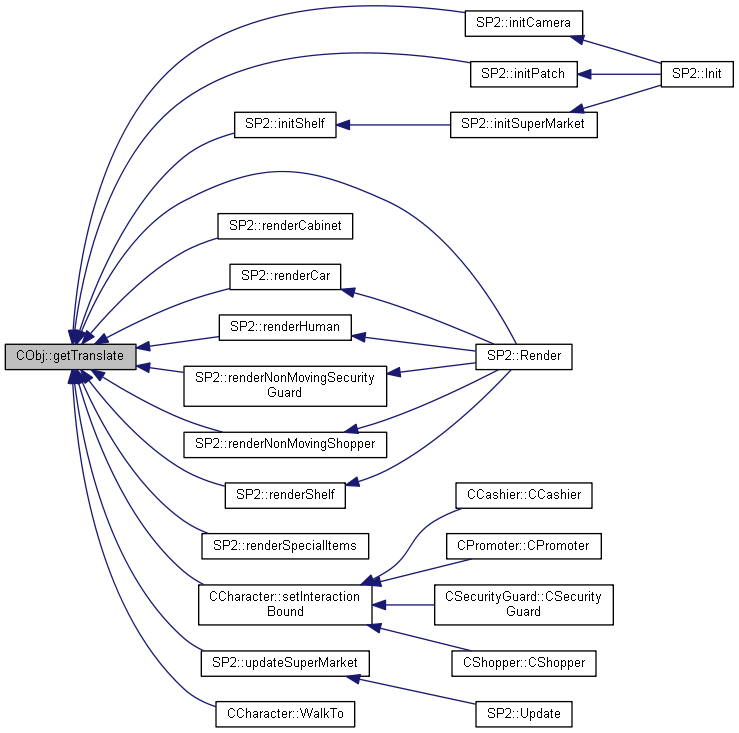 SP2::initCamera
SP2::initPatch
SP2::Init
SP2::initShelf
SP2::initSuperMarket
SP2::renderCabinet
SP2::renderCar
SP2::renderHuman
CObj::getTranslate
SP2::Render
SP2::renderNonMovingSecurity
Guard
SP2::renderNonMovingShopper
SP2::renderShelf
CCashier::CCashier
SP2::renderSpecialItems
CPromoter::CPromoter
CCharacter::setInteraction
Bound
CSecurityGuard::CSecurity
Guard
SP2::updateSuperMarket
CShopper::CShopper
CCharacter::WalkTo
SP2::Update